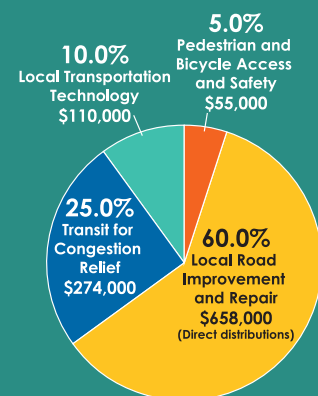 5.0%
Pedestrian and
Bicycle Access
and Safety
$55,000
10.0%
Local Transportation
Technology
$110,000
25.0%
Transit for
Congestion
Relief
$274,000
60.0%
Local Road
Improvement
and Repair
$658,000
(Direct distributions)